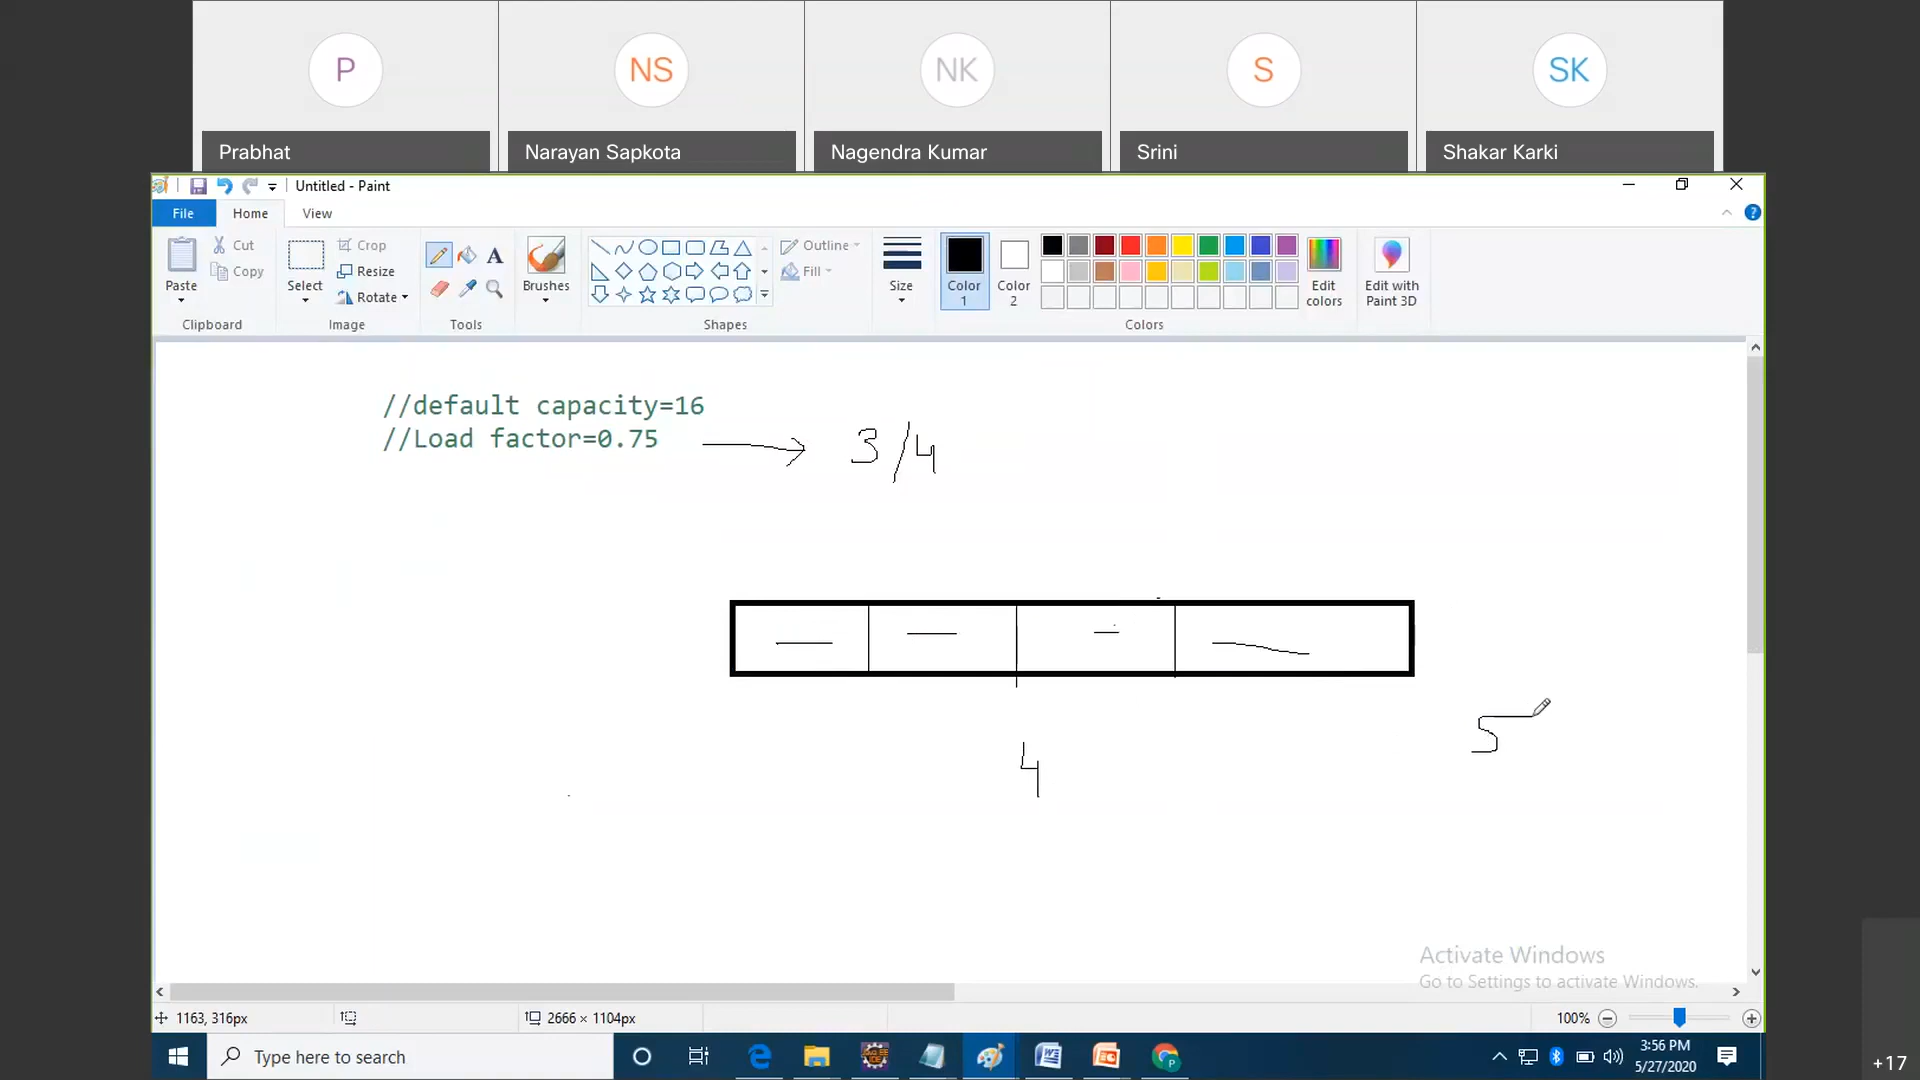 P
NS
NK
S
SK
Prabhat
Narayan Sapkota
Nagendra Kumar
Srini
Shakar Karki
Untitled - Paint
File
Home
View
Paste
Cut
Copy
Clipboard
Select
Crop
Resize
Rotate
Image
Tools
Brushes
Shapes
Outline
Fill
Size
Color 1
Color 2
Edit colors
Colors
Edit with Paint 3D
//default capacity=16
//Load factor=0.75
3/4
4
5
Activate Windows
Go to Settings to activate Windows.
1163, 316px
2666 × 1104px
100%
Type here to search
3:56 PM
5/27/2020
+17